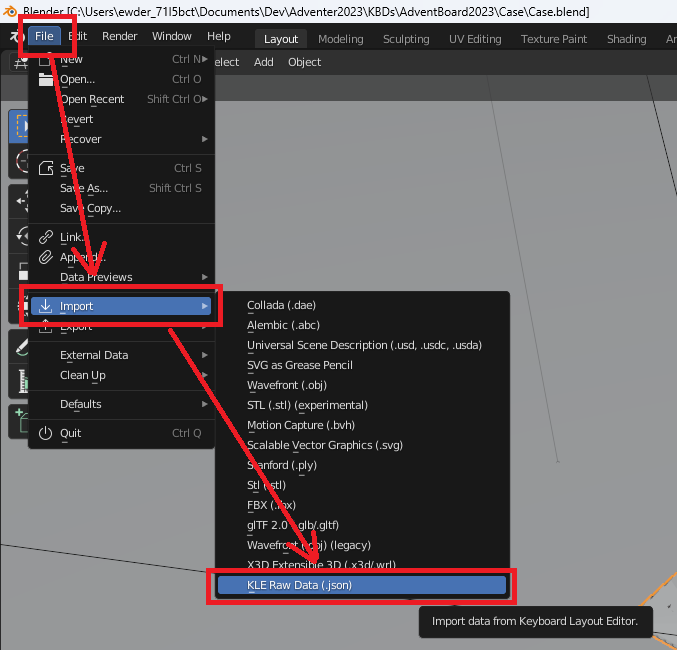 Blender [C:\Users\ewder_71l5bct\Documents\Dev\Adventer2023\KBDs\AdventBoard2023\Case\Case.blend]
File Edit Render Window Help Layout Modeling Sculpting UV Editing Texture Paint Shading
elect Add Object
New Ctrl N
Open... Ctrl O
Open Recent Shift Ctrl O
Revert
Recover
Save Ctrl S
Save As... Shift Ctrl S
Save Copy...
Link...
Append...
Data Previews
Import
Export
External Data
Clean Up
Defaults
Quit Ctrl Q
Collada (.dae)
Alembic (.abc)
Universal Scene Description (.usd, .usdc, .usda)
SVG as Grease Pencil
Wavefront (.obj)
STL (.stl) (experimental)
Motion Capture (.bvh)
Scalable Vector Graphics (.svg)
Stanford (.ply)
Stl (.stl)
FBX (.fbx)
glTF 2.0 (.glb/.gltf)
Wavefront (.obj) (legacy)
X3D Extensible 3D (.x3d/.wrl)
KLE Raw Data (.json)
Import data from Keyboard Layout Editor.